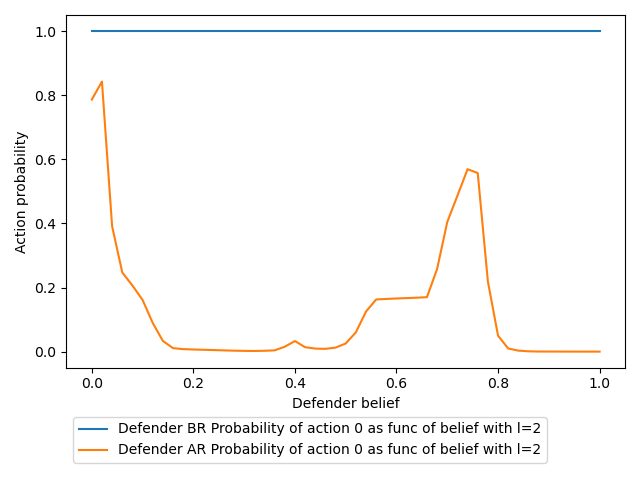 1.0
0.8
0.6
0.4
0.2
0.0
Action probability
0.0 0.2 0.4 0.6 0.8 1.0
Defender belief
Defender BR Probability of action 0 as func of belief with l=2
Defender AR Probability of action 0 as func of belief with l=2